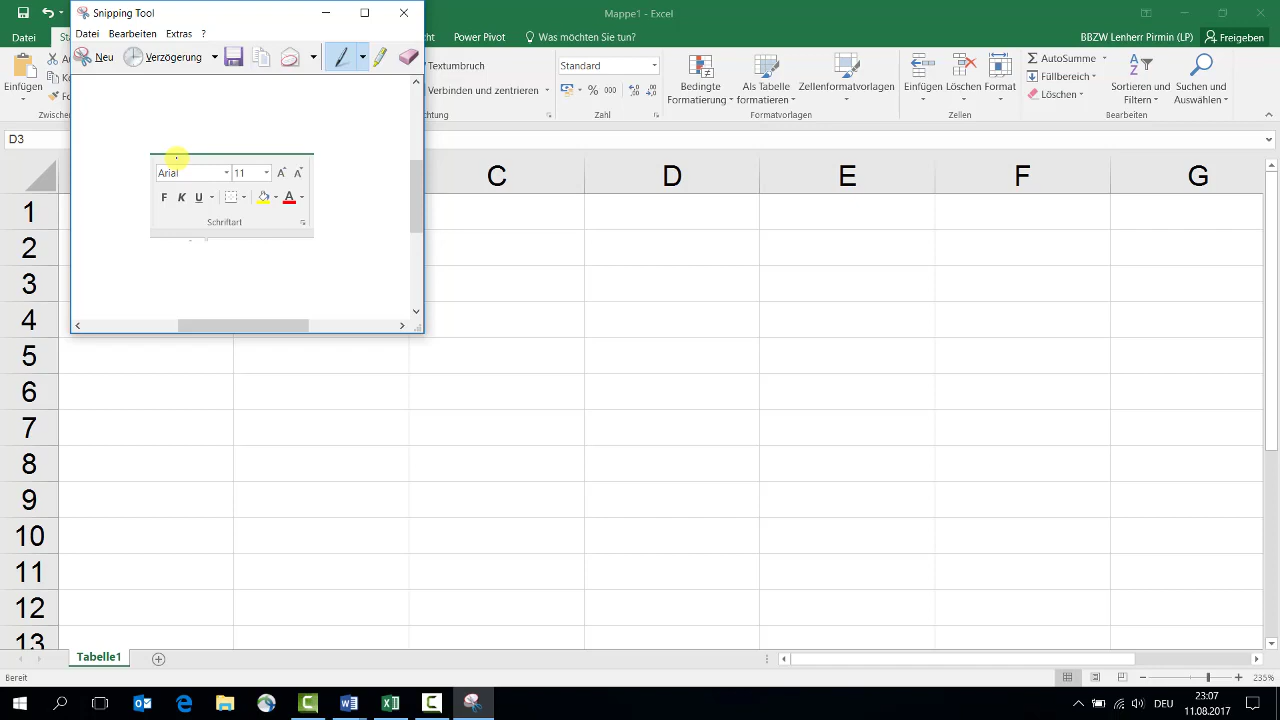 Snipping Tool
Mappe1 - Excel
Datei Bearbeiten Extras ?
Datei
Power Pivot
Was möchten Sie tun?
BBZW Lenherr Pirmin (LP)
Freigeben
Neu
Verzögerung
Einfügen
Textumbruch
Verbinden und zentrieren
Standard
% 000
Bedingte
Formatierung
Als Tabelle
formatieren
Zellenformatvorlagen
Einfügen
Löschen
Format
AutoSumme
Füllbereich
Löschen
Sortieren und
Filtern
Suchen und
Auswählen
Formatvorlagen
Zellen
Bearbeiten
D3
Arial
11
F K U
Schriftart
C D E F G
1
2
3
4
5
6
7
8
9
10
11
12
13
Tabelle1
Bereit
235%
DEU
23:07
11.08.2017